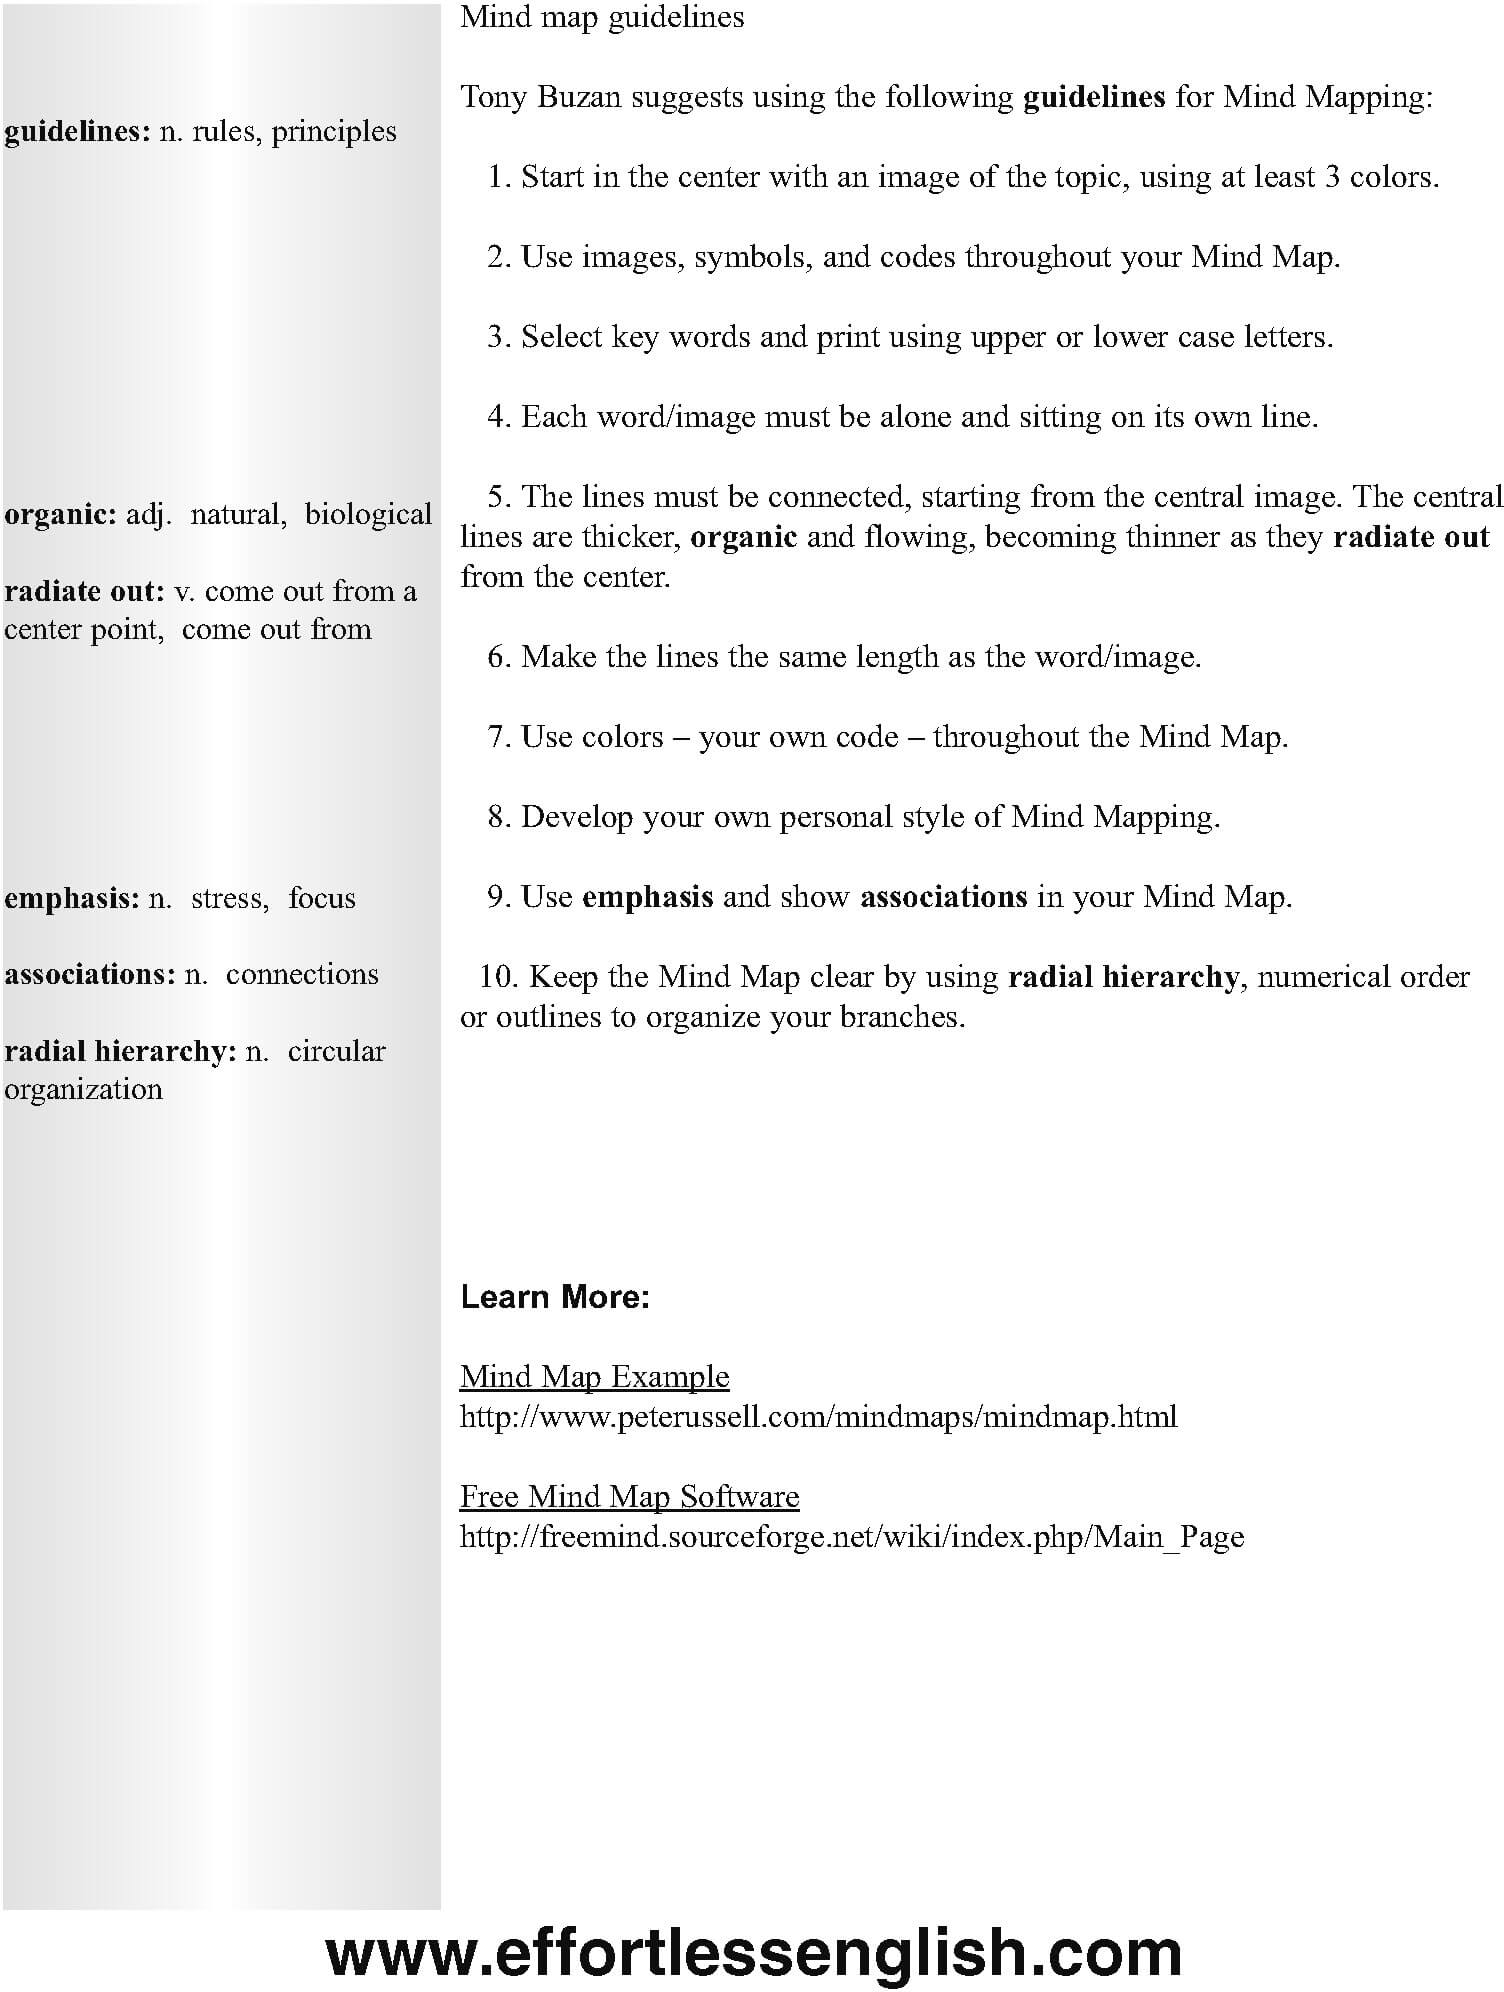 Mind map guidelines
Tony Buzan suggests using the following guidelines for Mind Mapping:
guidelines: n. rules, principles
1. Start in the center with an image of the topic, using at least 3 colors.
2. Use images, symbols, and codes throughout your Mind Map.
3. Select key words and print using upper or lower case letters.
4. Each word/image must be alone and sitting on its own line.
5. The lines must be connected, starting from the central image. The central
lines are thicker, organic and flowing, becoming thinner as they radiate out
from the center.
organic: adj. natural, biological
radiate out: v. come out from a
center point, come out from
6. Make the lines the same length as the word/image.
7. Use colors – your own code – throughout the Mind Map.
8. Develop your own personal style of Mind Mapping.
9. Use emphasis and show associations in your Mind Map.
10. Keep the Mind Map clear by using radial hierarchy, numerical order
or outlines to organize your branches.
emphasis: n. stress, focus
associations: n. connections
radial hierarchy: n. circular
organization
Learn More:
Mind Map Example
http://www.peterussell.com/mindmaps/mindmap.html
Free Mind Map Software
http://freemind.sourceforge.net/wiki/index.php/Main_Page
www.effortlessenglish.com